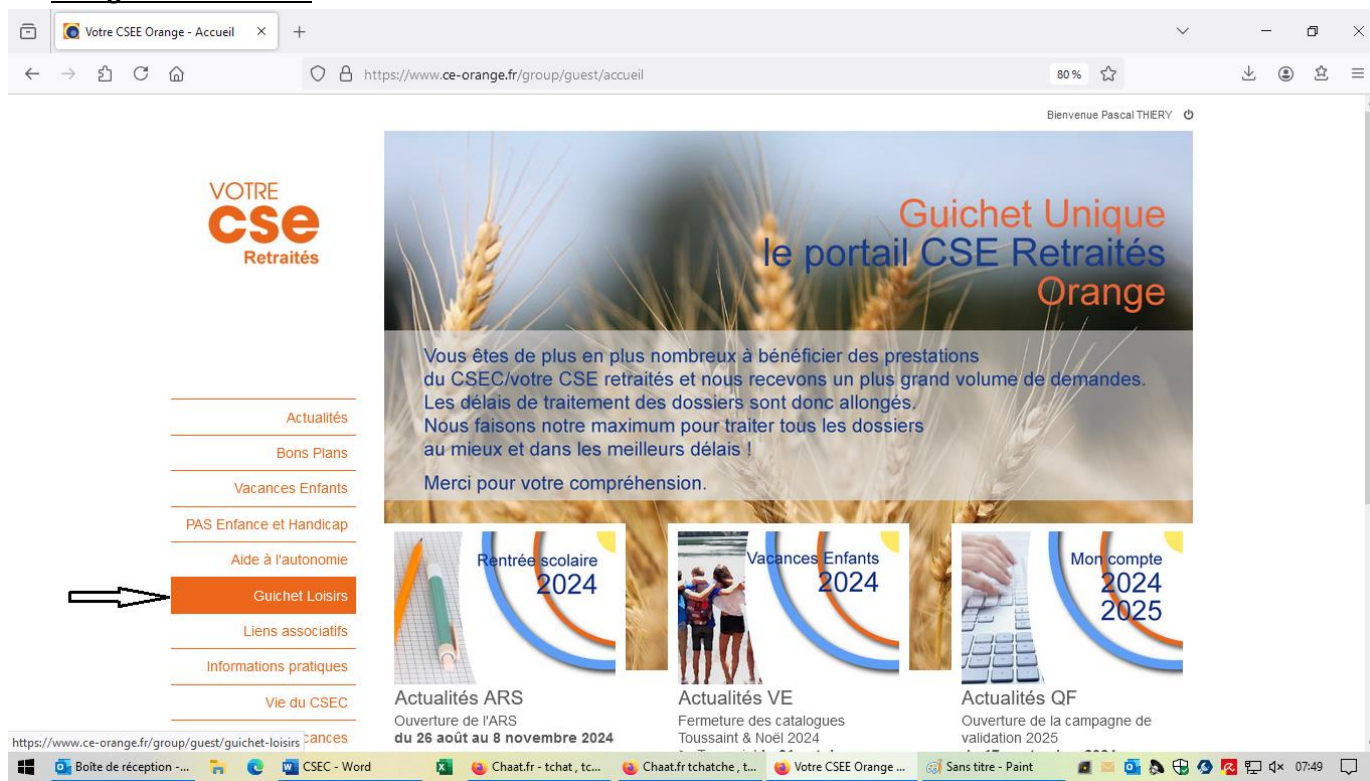 Votre CSEE Orange - Accueil
https://www.ce-orange.fr/group/guest/accueil
80 %
Bienvenue Pascal THIERY
VOTRE
cse
Retraités
Guichet Unique
le portail CSE Retraités
Orange
Vous êtes de plus en plus nombreux à bénéficier des prestations
du CSEC/votre CSE retraités et nous recevons un plus grand volume de demandes.
Les délais de traitement des dossiers sont donc allongés.
Nous faisons notre maximum pour traiter tous les dossiers
au mieux et dans les meilleurs délais !
Merci pour votre compréhension.
Actualités
Bons Plans
Vacances Enfants
PAS Enfance et Handicap
Aide à l'autonomie
Guichet Loisirs
Liens associatifs
Informations pratiques
Vie du CSEC
Rentrée scolaire
2024
Vacances Enfants
2024
Mon compte
2024
2025
Actualités ARS
Ouverture de l'ARS
du 26 août au 8 novembre 2024
Actualités VE
Fermeture des catalogues
Toussaint & Noël 2024
Actualités QF
Ouverture de la campagne de
validation 2025
https://www.ce-orange.fr/group/guest/guichet-loisirs
Boîte de réception -...
CSEC - Word
Chaat.fr - tchat, tc...
Chaat.fr tchatche, t...
Votre CSEE Orange ...
Sans titre - Paint
07:49